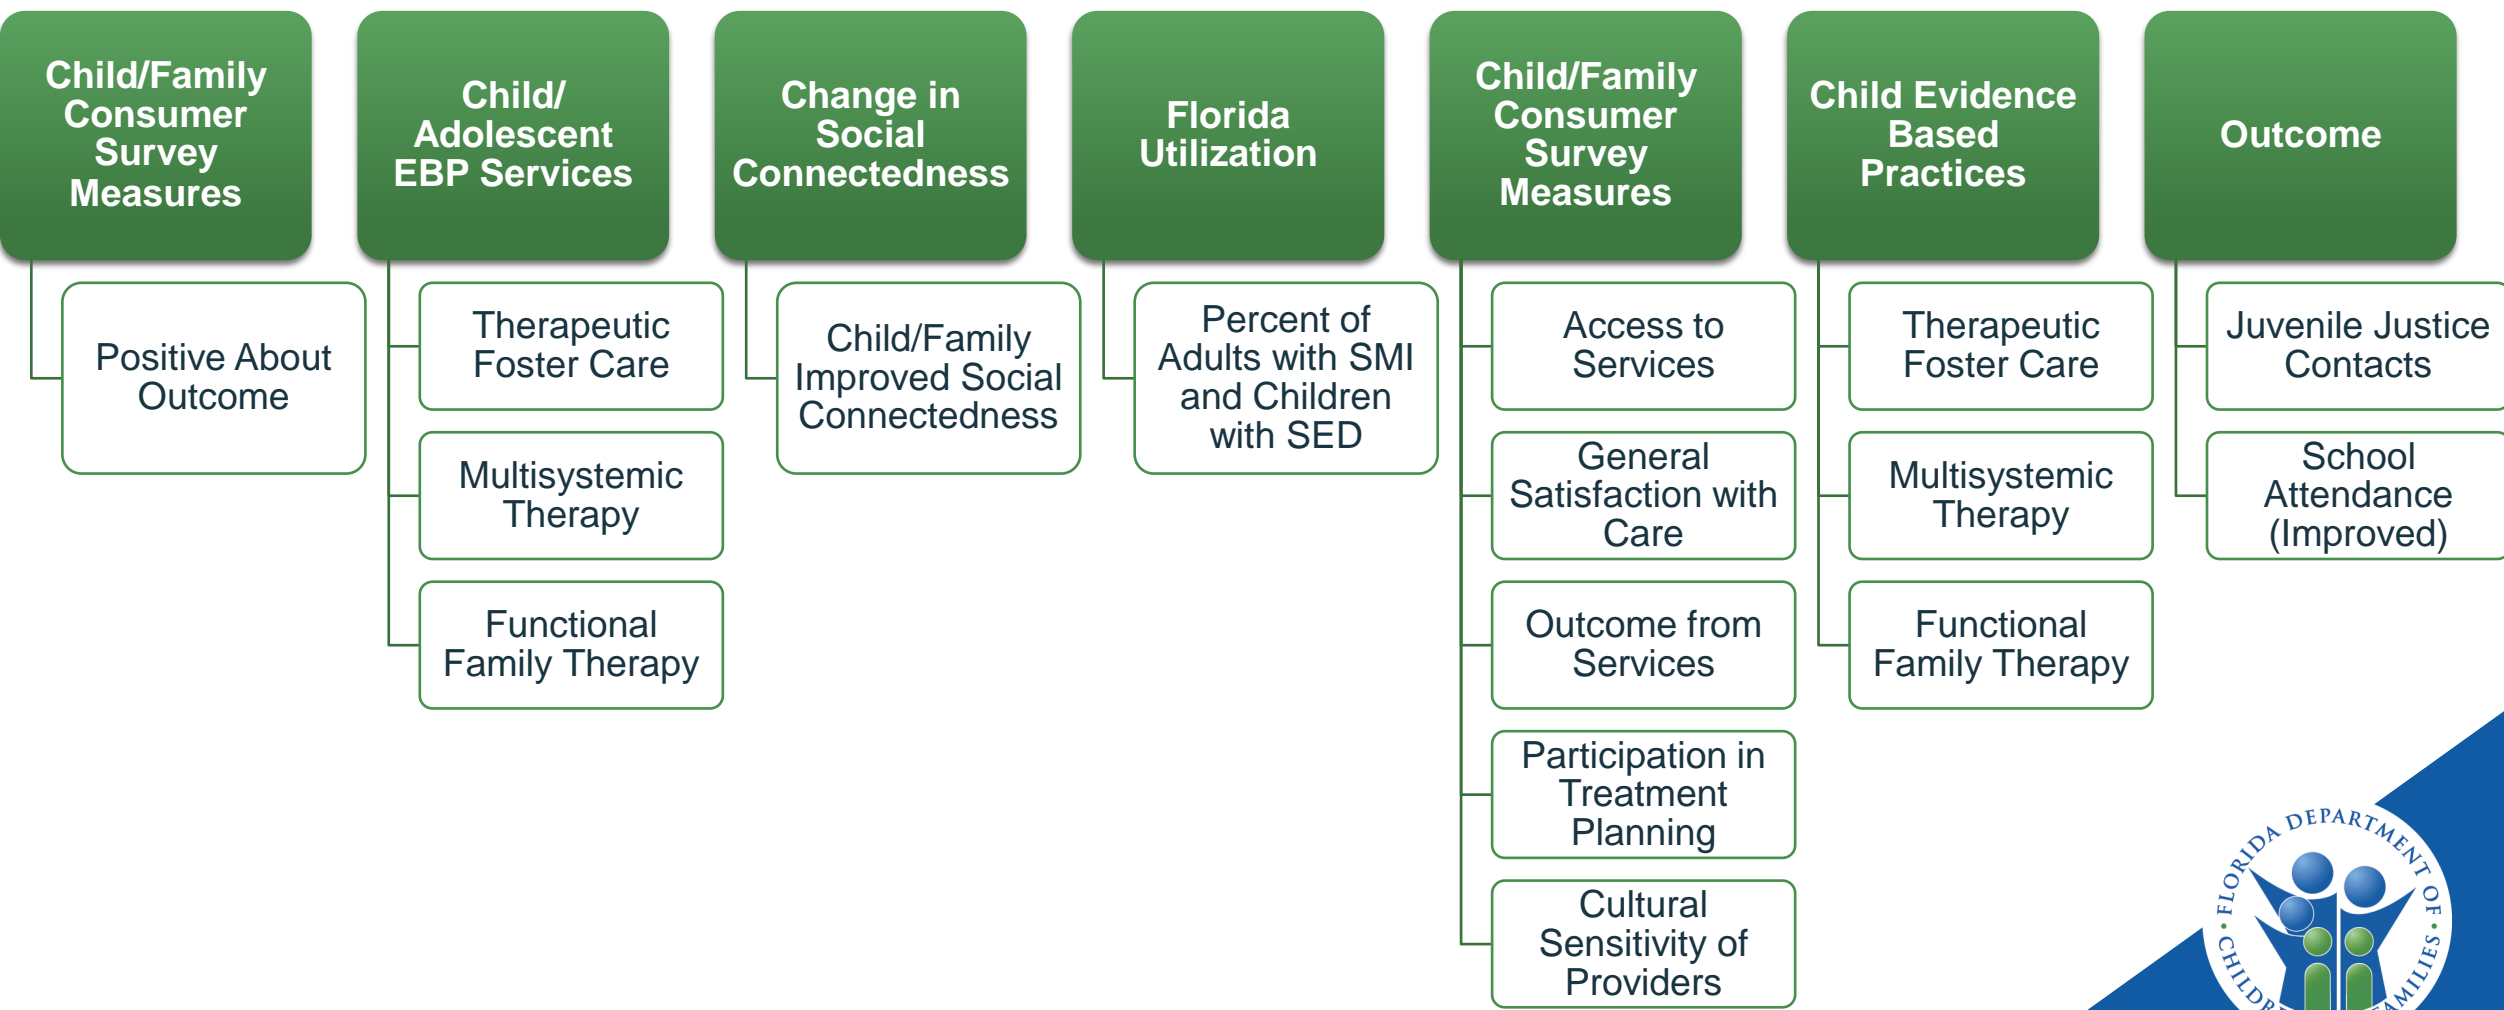 Child/Family
Consumer
Survey
Measures
Positive About
Outcome
Child/
Adolescent
EBP Services
Therapeutic
Foster Care
Multisystemic
Therapy
Functional
Family Therapy
Change in
Social
Connectedness
Child/Family
Improved Social
Connectedness
Florida
Utilization
Percent of
Adults with SMI
and Children
with SED
Child/Family
Consumer
Survey
Measures
Access to
Services
General
Satisfaction with
Care
Outcome from
Services
Participation in
Treatment
Planning
Cultural
Sensitivity of
Providers
Child Evidence
Based
Practices
Therapeutic
Foster Care
Multisystemic
Therapy
Functional
Family Therapy
Outcome
Juvenile Justice
Contacts
School
Attendance
(Improved)
FLORIDA DEPARTMENT OF